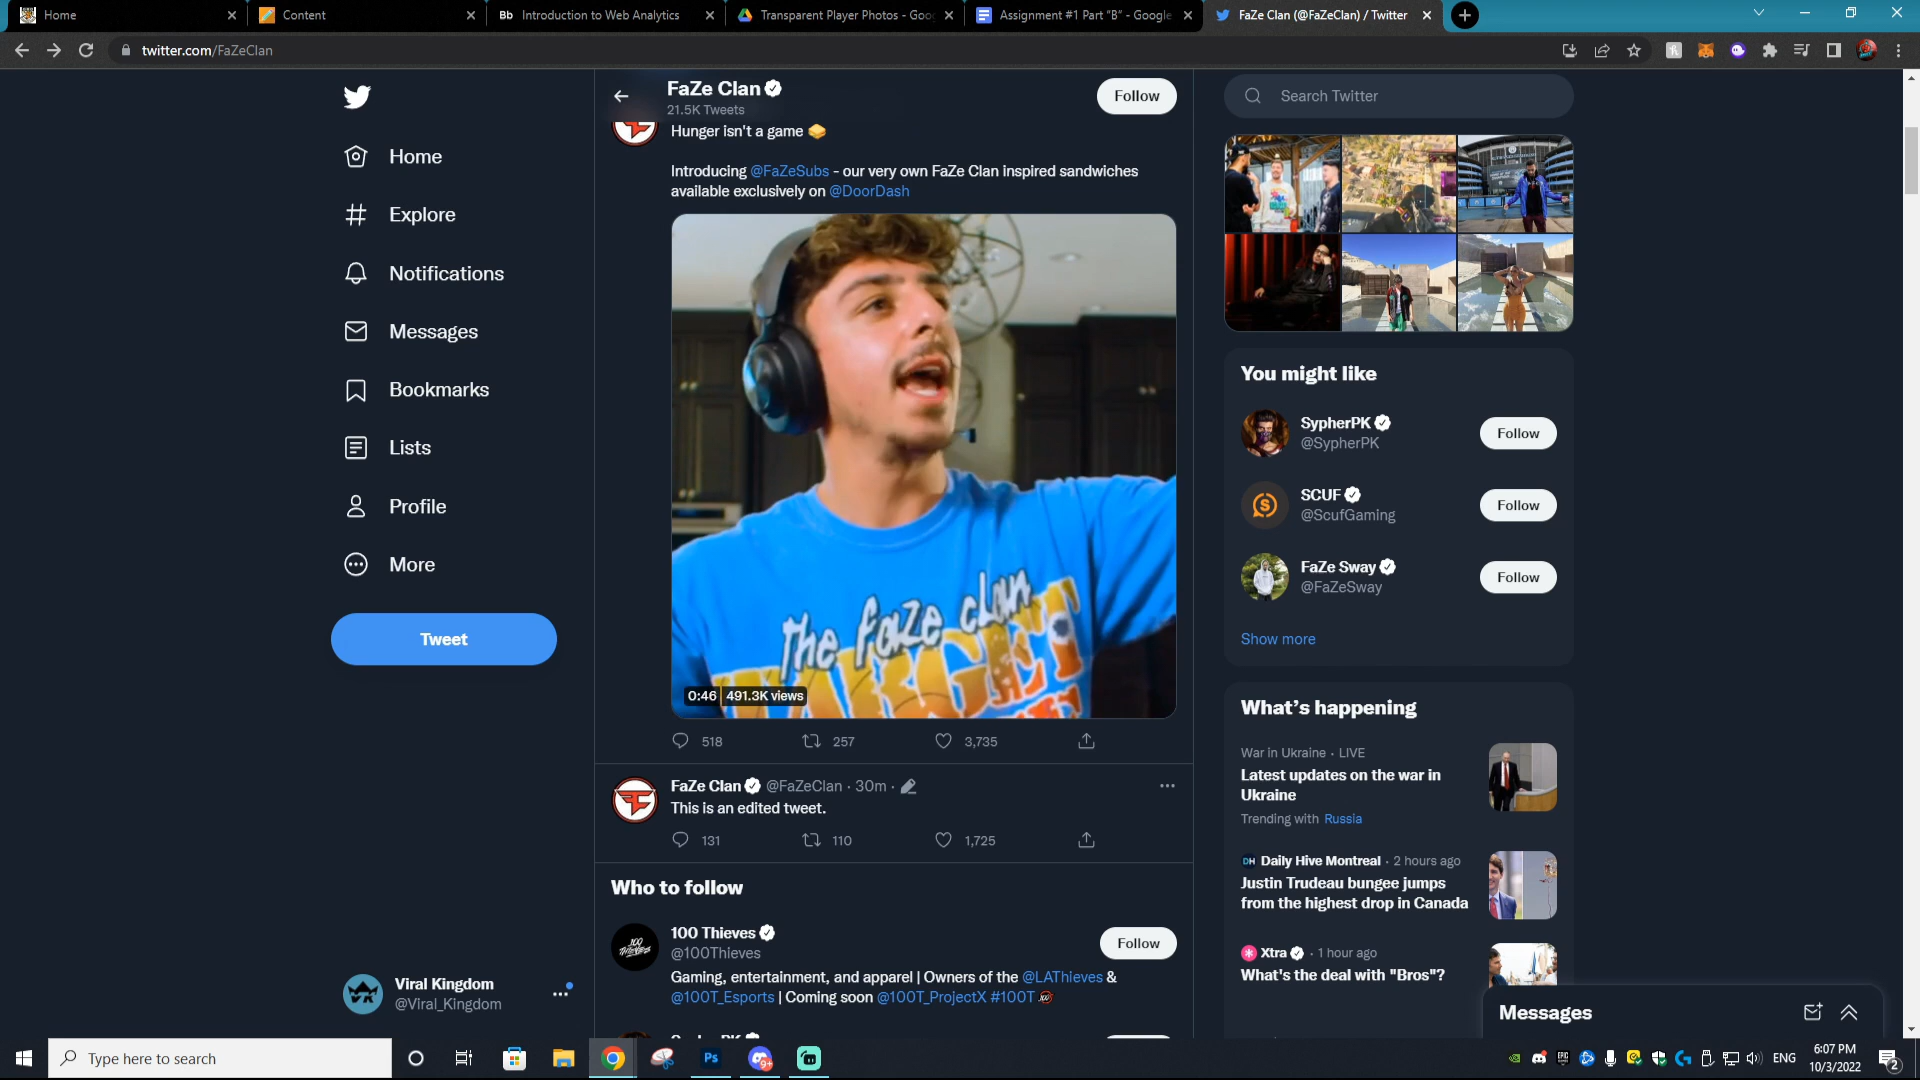 Home
Content
Bb Introduction to Web Analytics
Transparent Player Photos - Goog
Assignment #1 Part "B" - Google
FaZe Clan (@FaZeClan) / Twitter
twitter.com/FaZeClan
Home
Explore
Notifications
Messages
Bookmarks
Lists
Profile
More
Tweet
Viral Kingdom
@Viral_Kingdom
FaZe Clan
21.5K Tweets
Follow
Hunger isn't a game
Introducing @FaZeSubs - our very own FaZe Clan inspired sandwiches
available exclusively on @DoorDash
The faze clan
0:46 491.3K views
518 257 3,735
FaZe Clan @FaZeClan · 30m ·
This is an edited tweet.
131 110 1,725
Who to follow
100 Thieves
@100Thieves
Follow
Gaming, entertainment, and apparel | Owners of the @LAThieves &
@100T_Esports | Coming soon @100T_ProjectX #100T
Search Twitter
You might like
SypherPK
@SypherPK
Follow
SCUF
@ScufGaming
Follow
FaZe Sway
@FaZeSway
Follow
Show more
What's happening
War in Ukraine · LIVE
Latest updates on the war in
Ukraine
Trending with Russia
DH Daily Hive Montreal · 2 hours ago
Justin Trudeau bungee jumps
from the highest drop in Canada
Xtra · 1 hour ago
What's the deal with "Bros"?
Messages
Type here to search
Ps
9+
ENG
6:07 PM
10/3/2022
2